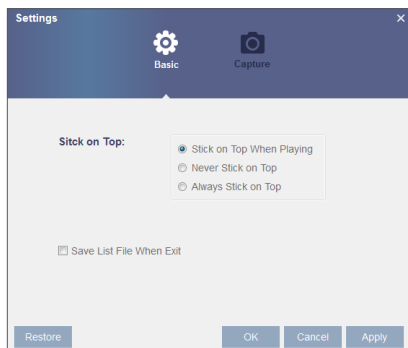 Settings
Basic
Capture
Sitck on Top:
Stick on Top When Playing
Never Stick on Top
Always Stick on Top
Save List File When Exit
Restore
OK
Cancel
Apply